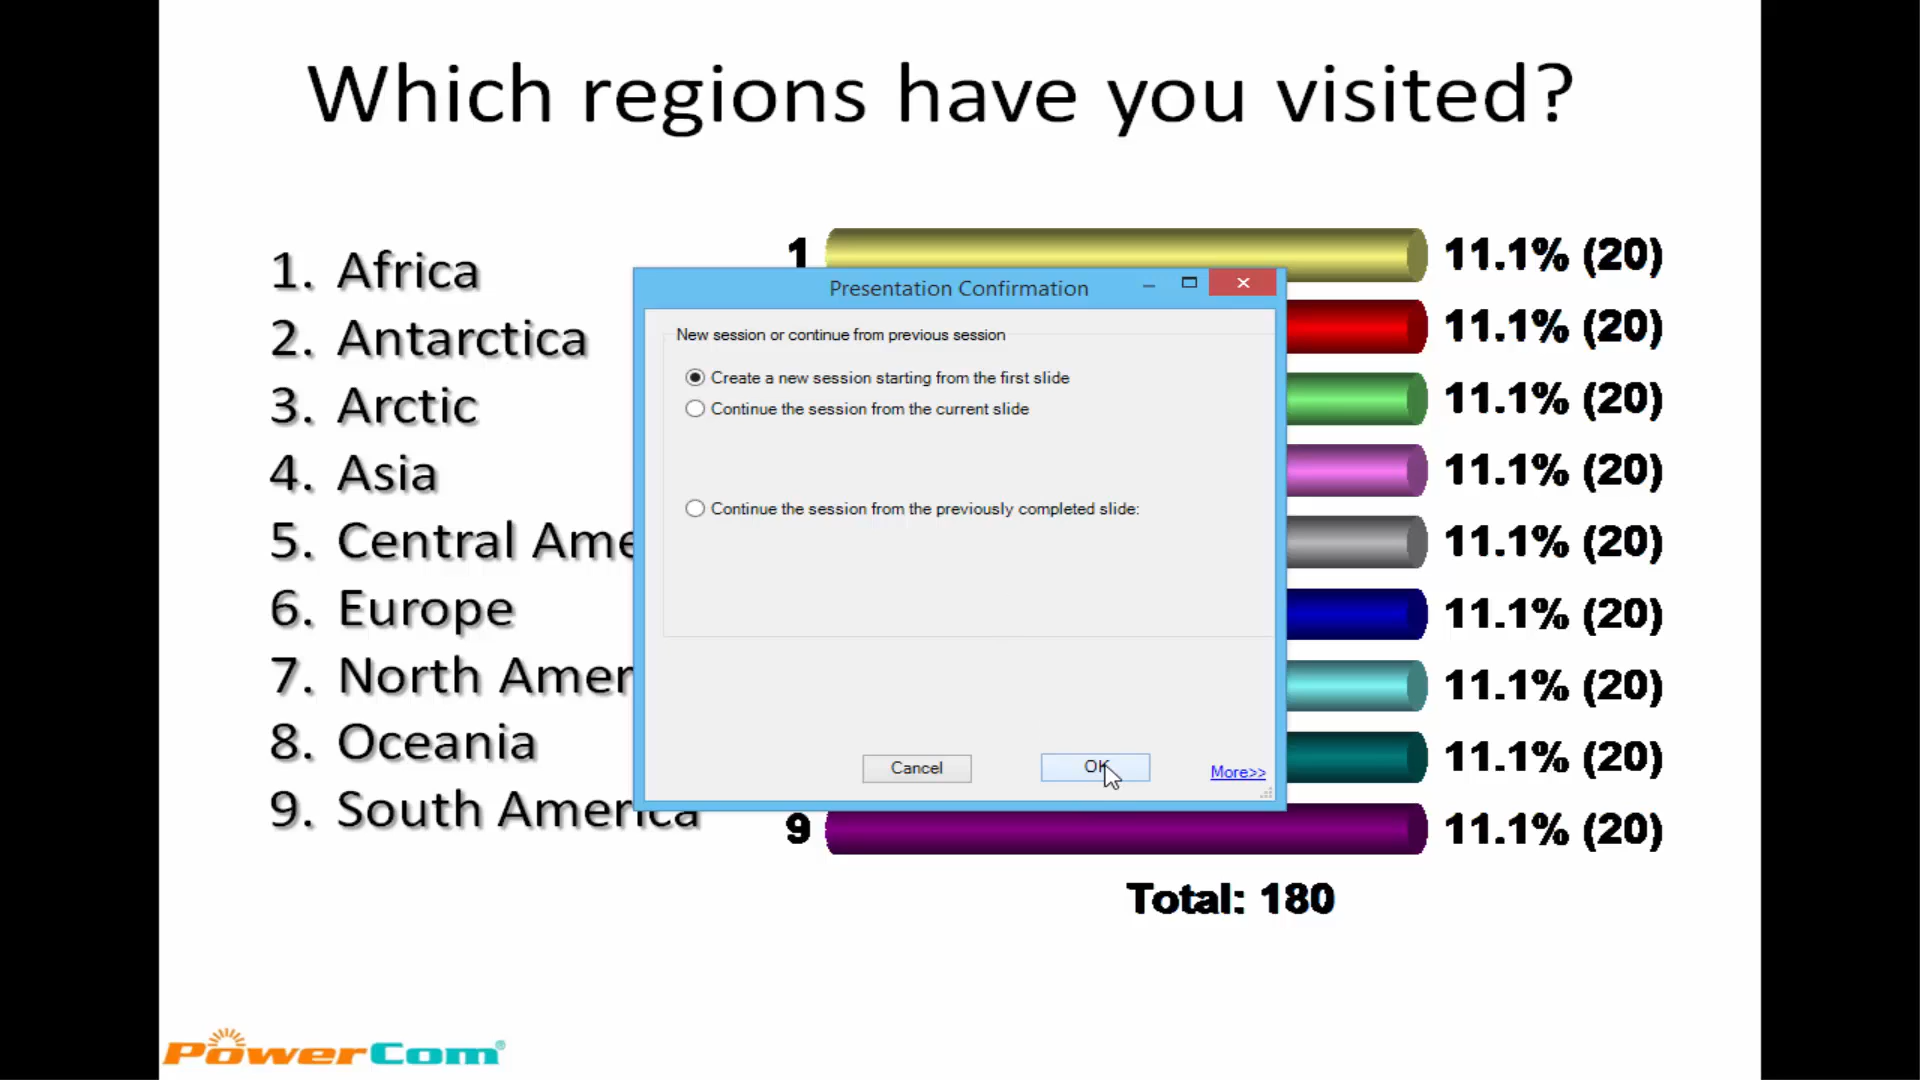 Which regions have you visited?
1. Africa
2. Antarctica
3. Arctic
4. Asia
5. Central Ame
6. Europe
7. North Amer
8. Oceania
9. South America
1 11.1% (20)
11.1% (20)
11.1% (20)
11.1% (20)
11.1% (20)
11.1% (20)
11.1% (20)
11.1% (20)
9 11.1% (20)
Total: 180
Presentation Confirmation
New session or continue from previous session
Create a new session starting from the first slide
Continue the session from the current slide
Continue the session from the previously completed slide:
Cancel
OK
More>>
PowerCom